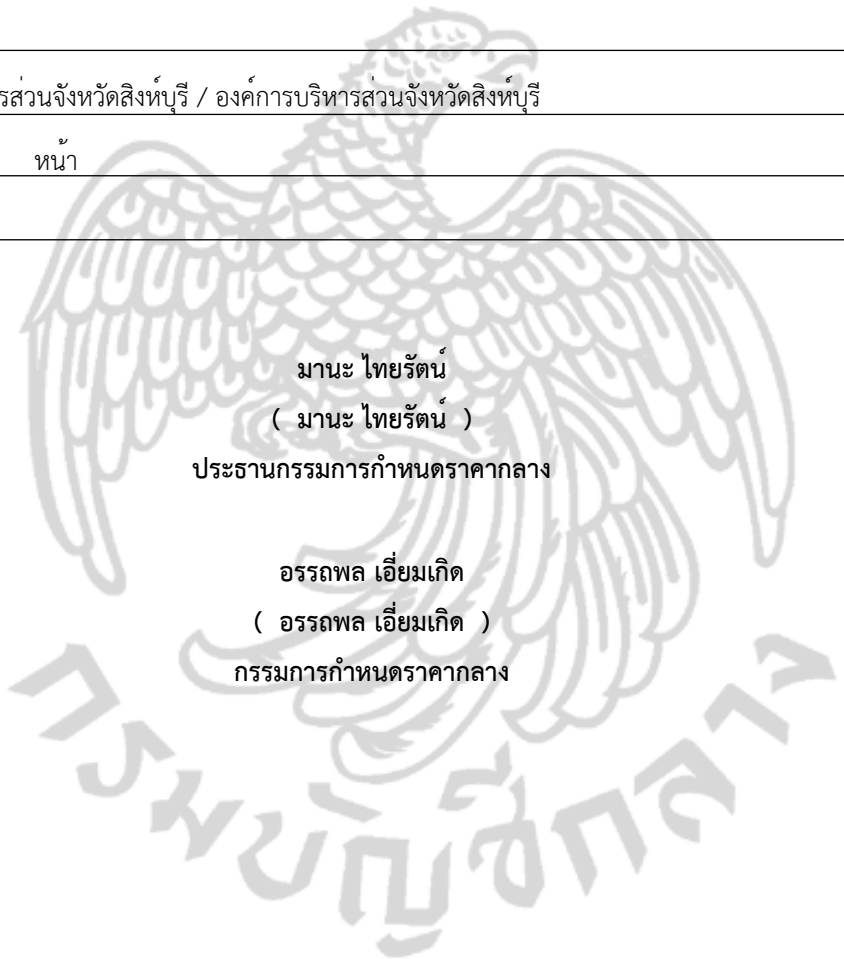 รส่วนจังหวัดสิงห์บุรี / องค์การบริหารส่วนจังหวัดสิงห์บุรี
หน้า
มานะ ไทยรัตน์
( มานะ ไทยรัตน์ )
ประธานกรรมการกำหนดราคากลาง
อรรถพล เอี่ยมเกิด
( อรรถพล เอี่ยมเกิด )
กรรมการกำหนดราคากลาง
กรมบัญชีกลาง